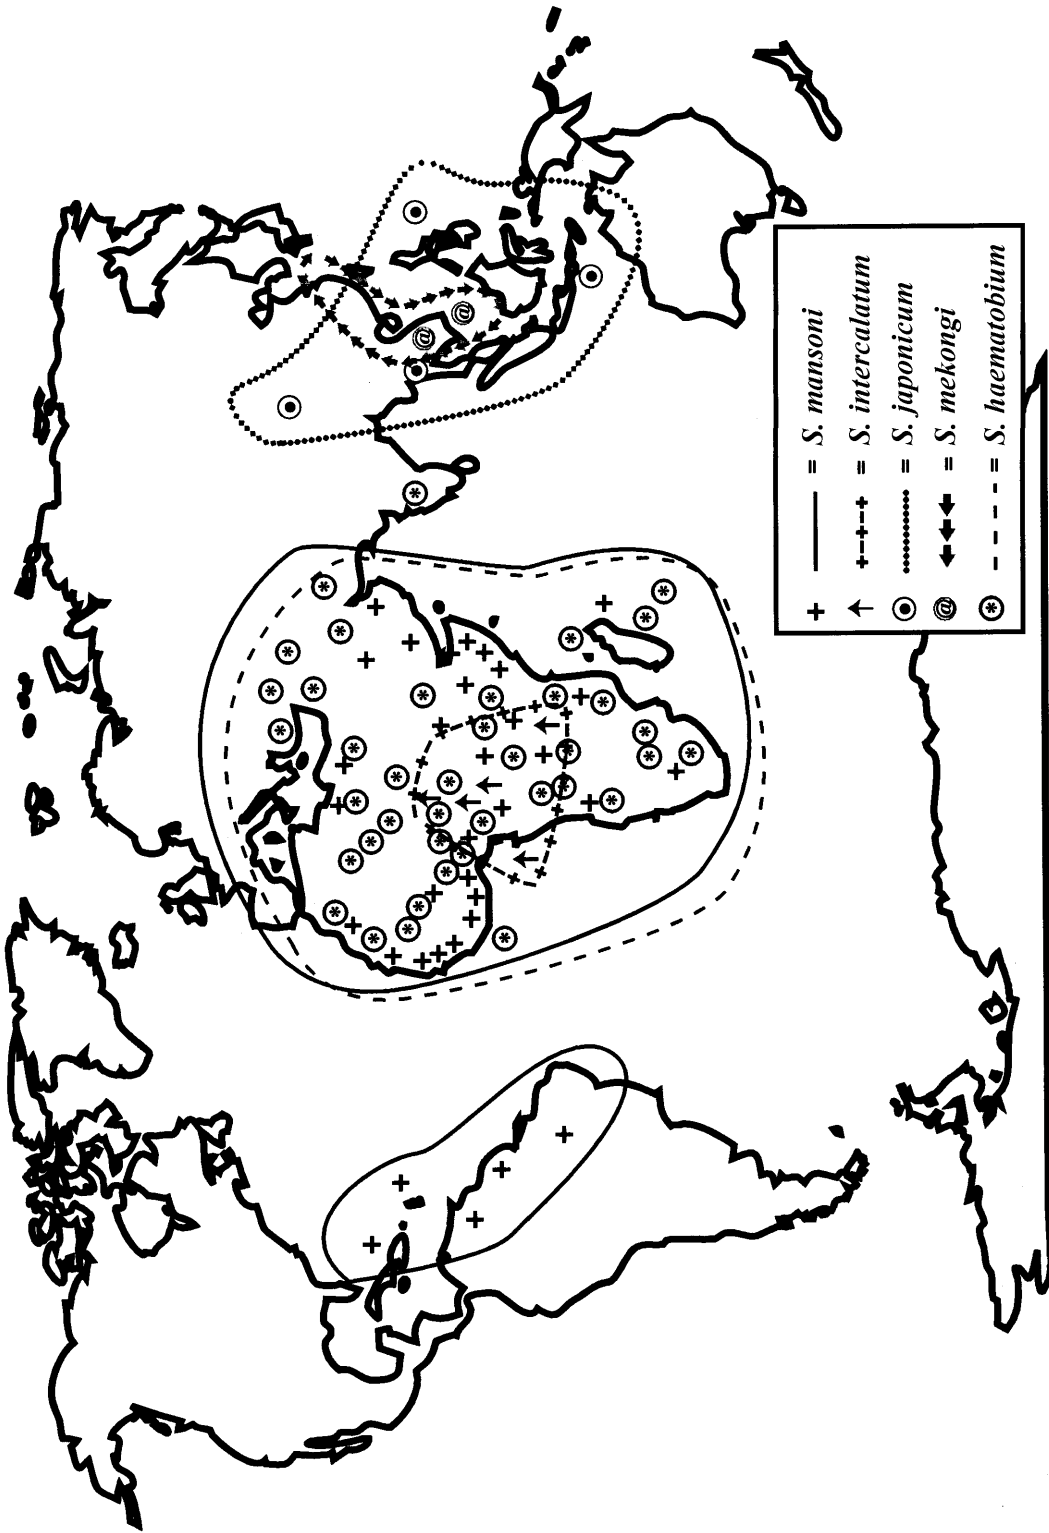 = S. mansoni
= S. intercalatum
= S. japonicum
@ = S. mekongi
= S. haematobium
@
@